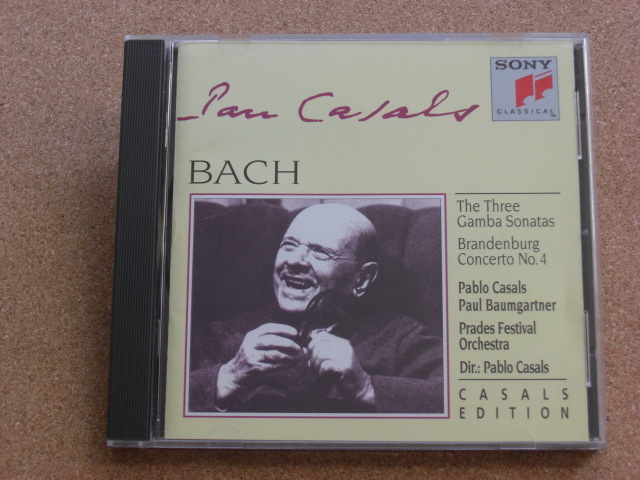 Pau Casals
SONY
CLASSICAL
TM
BACH
The Three
Gamba Sonatas
Brandenburg
Concerto No. 4
Pablo Casals
Paul Baumgartner
Prades Festival
Orchestra
Dir.: Pablo Casals
CASALS
EDITION